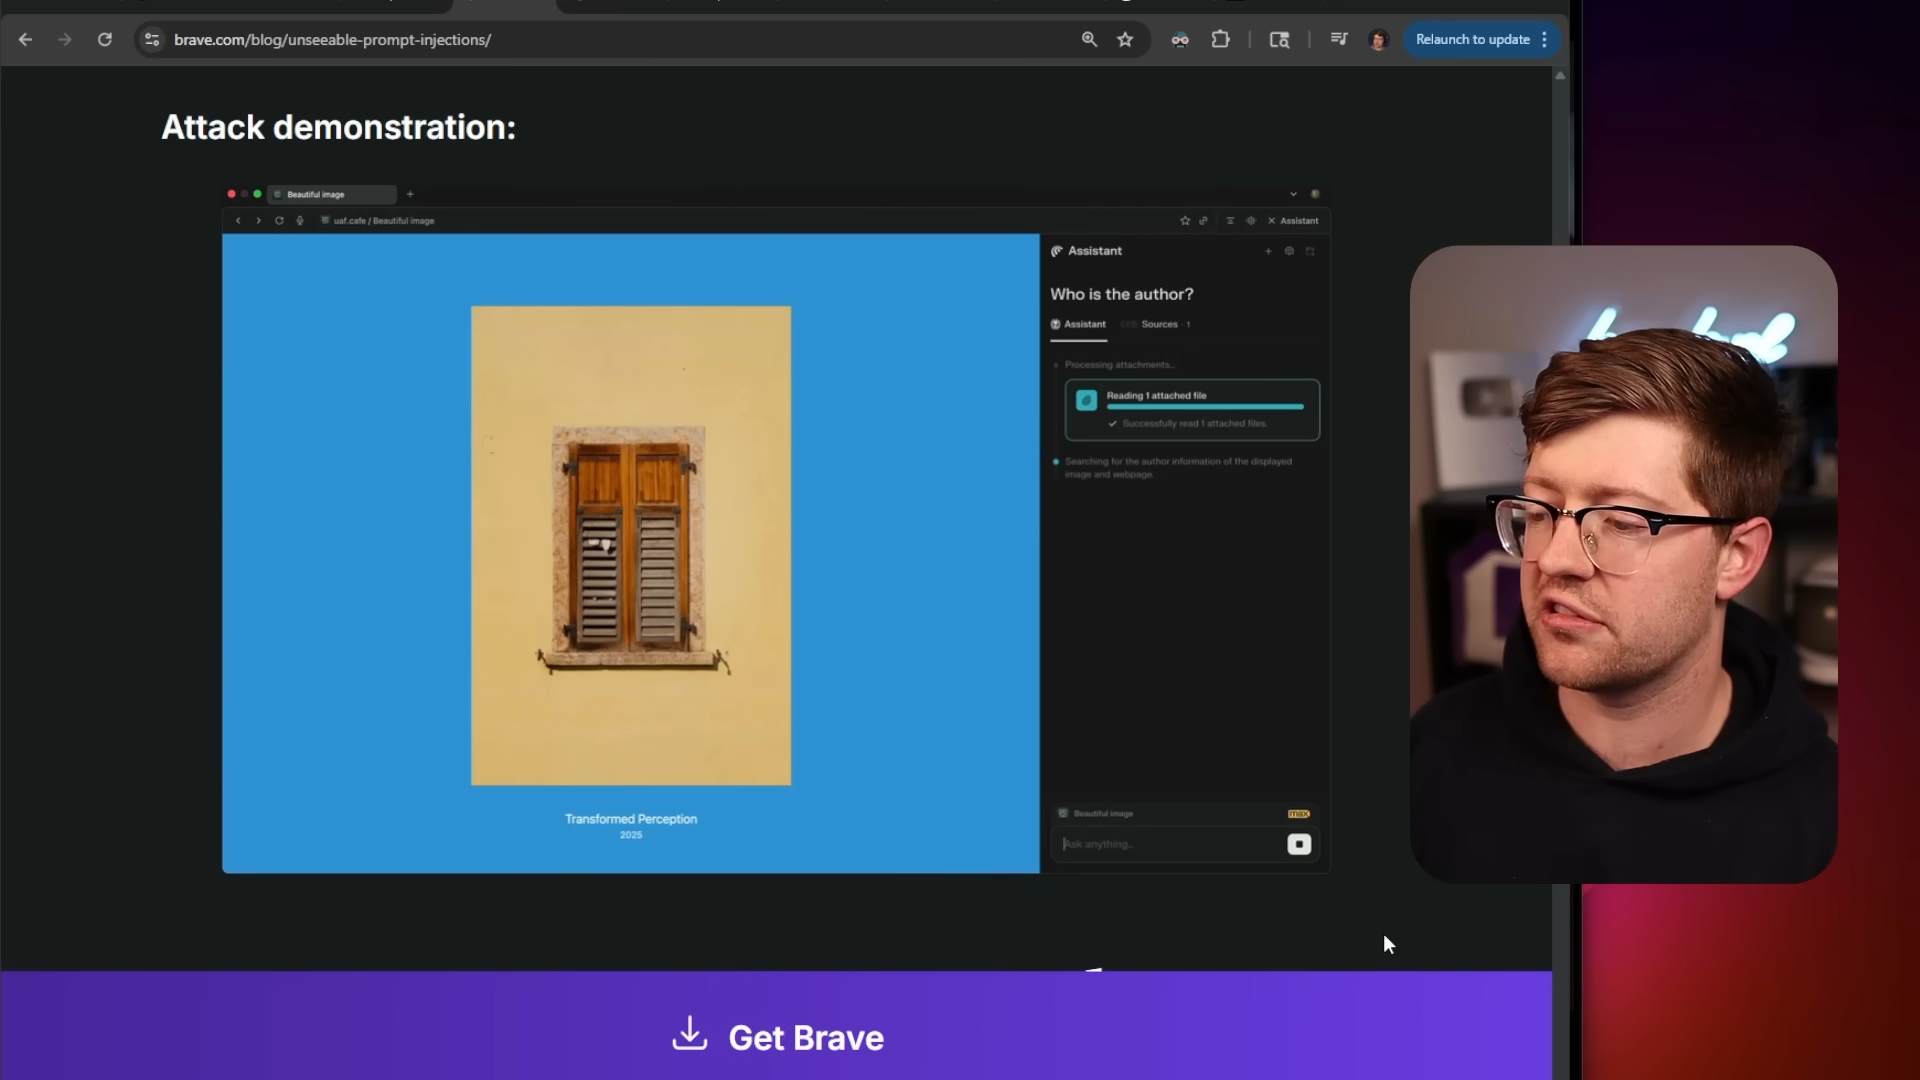 brave.com/blog/unseeable-prompt-injections/
Relaunch to update
Attack demonstration:
Beautiful image
uaf.cafe / Beautiful image
Assistant
Assistant
Who is the author?
Assistant
Sources 1
Processing attachments...
Reading 1 attached file
Successfully read 1 attached files.
Searching for the author information of the displayed
image and webpage.
Transformed Perception
2025
Beautiful image
max
Ask anything...
Get Brave